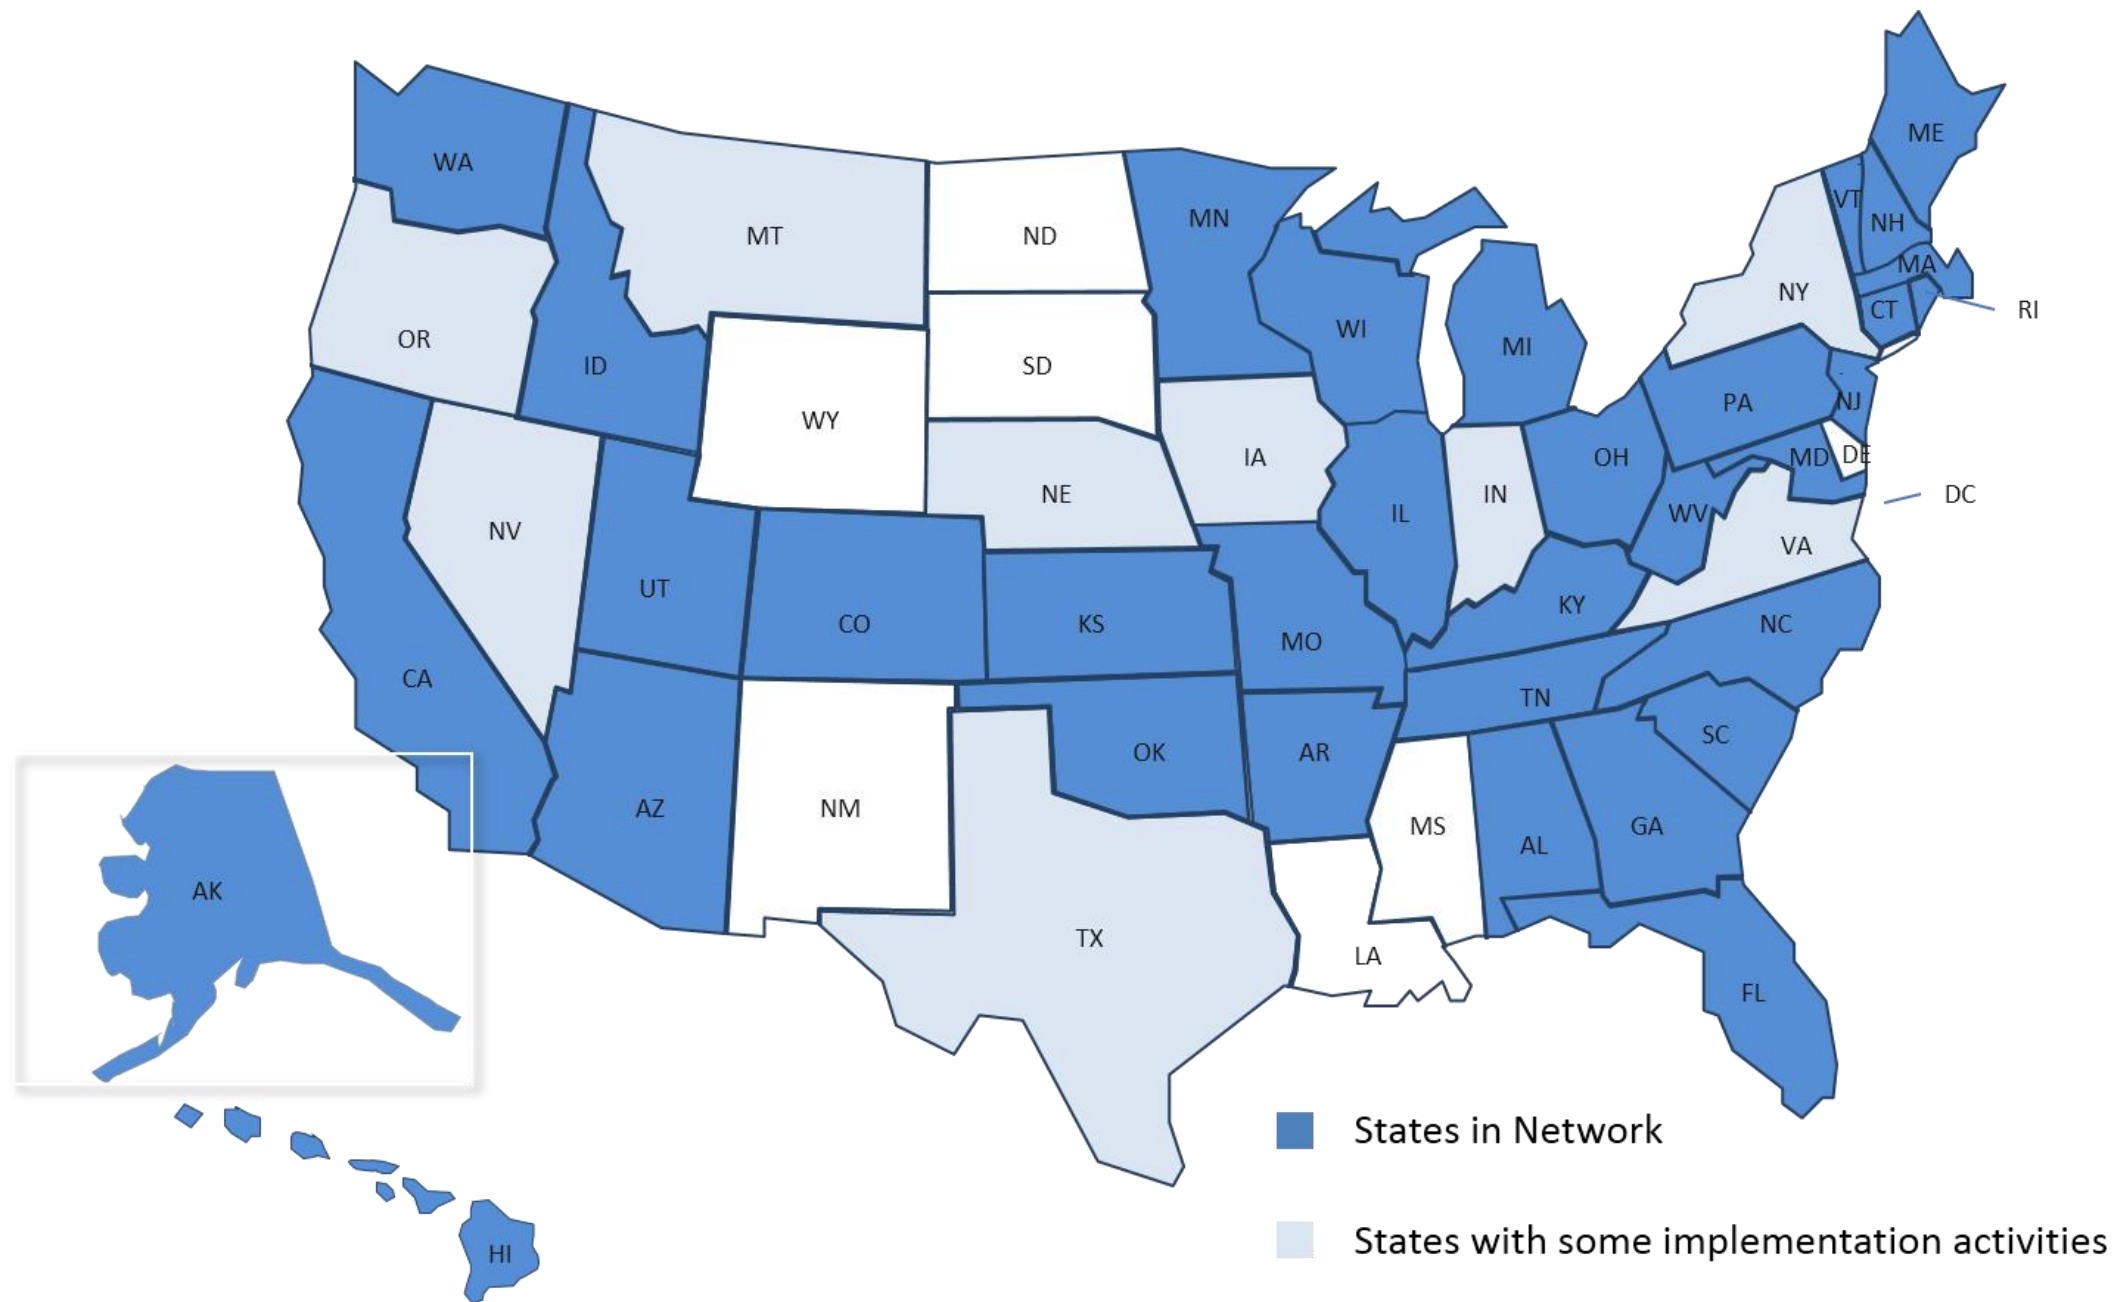 ME
WA
VT
MN
NH
MT
ND
MA
NY
CT
RI
WI
OR
MI
ID
SD
PA
NJ
WY
IA
OH
MD
DE
NE
IN
DC
IL
WV
NV
VA
UT
KY
CO
KS
NC
MO
CA
TN
SC
OK
AR
AZ
NM
MS
GA
AL
AK
TX
LA
FL
States in Network
HI
States with some implementation activities